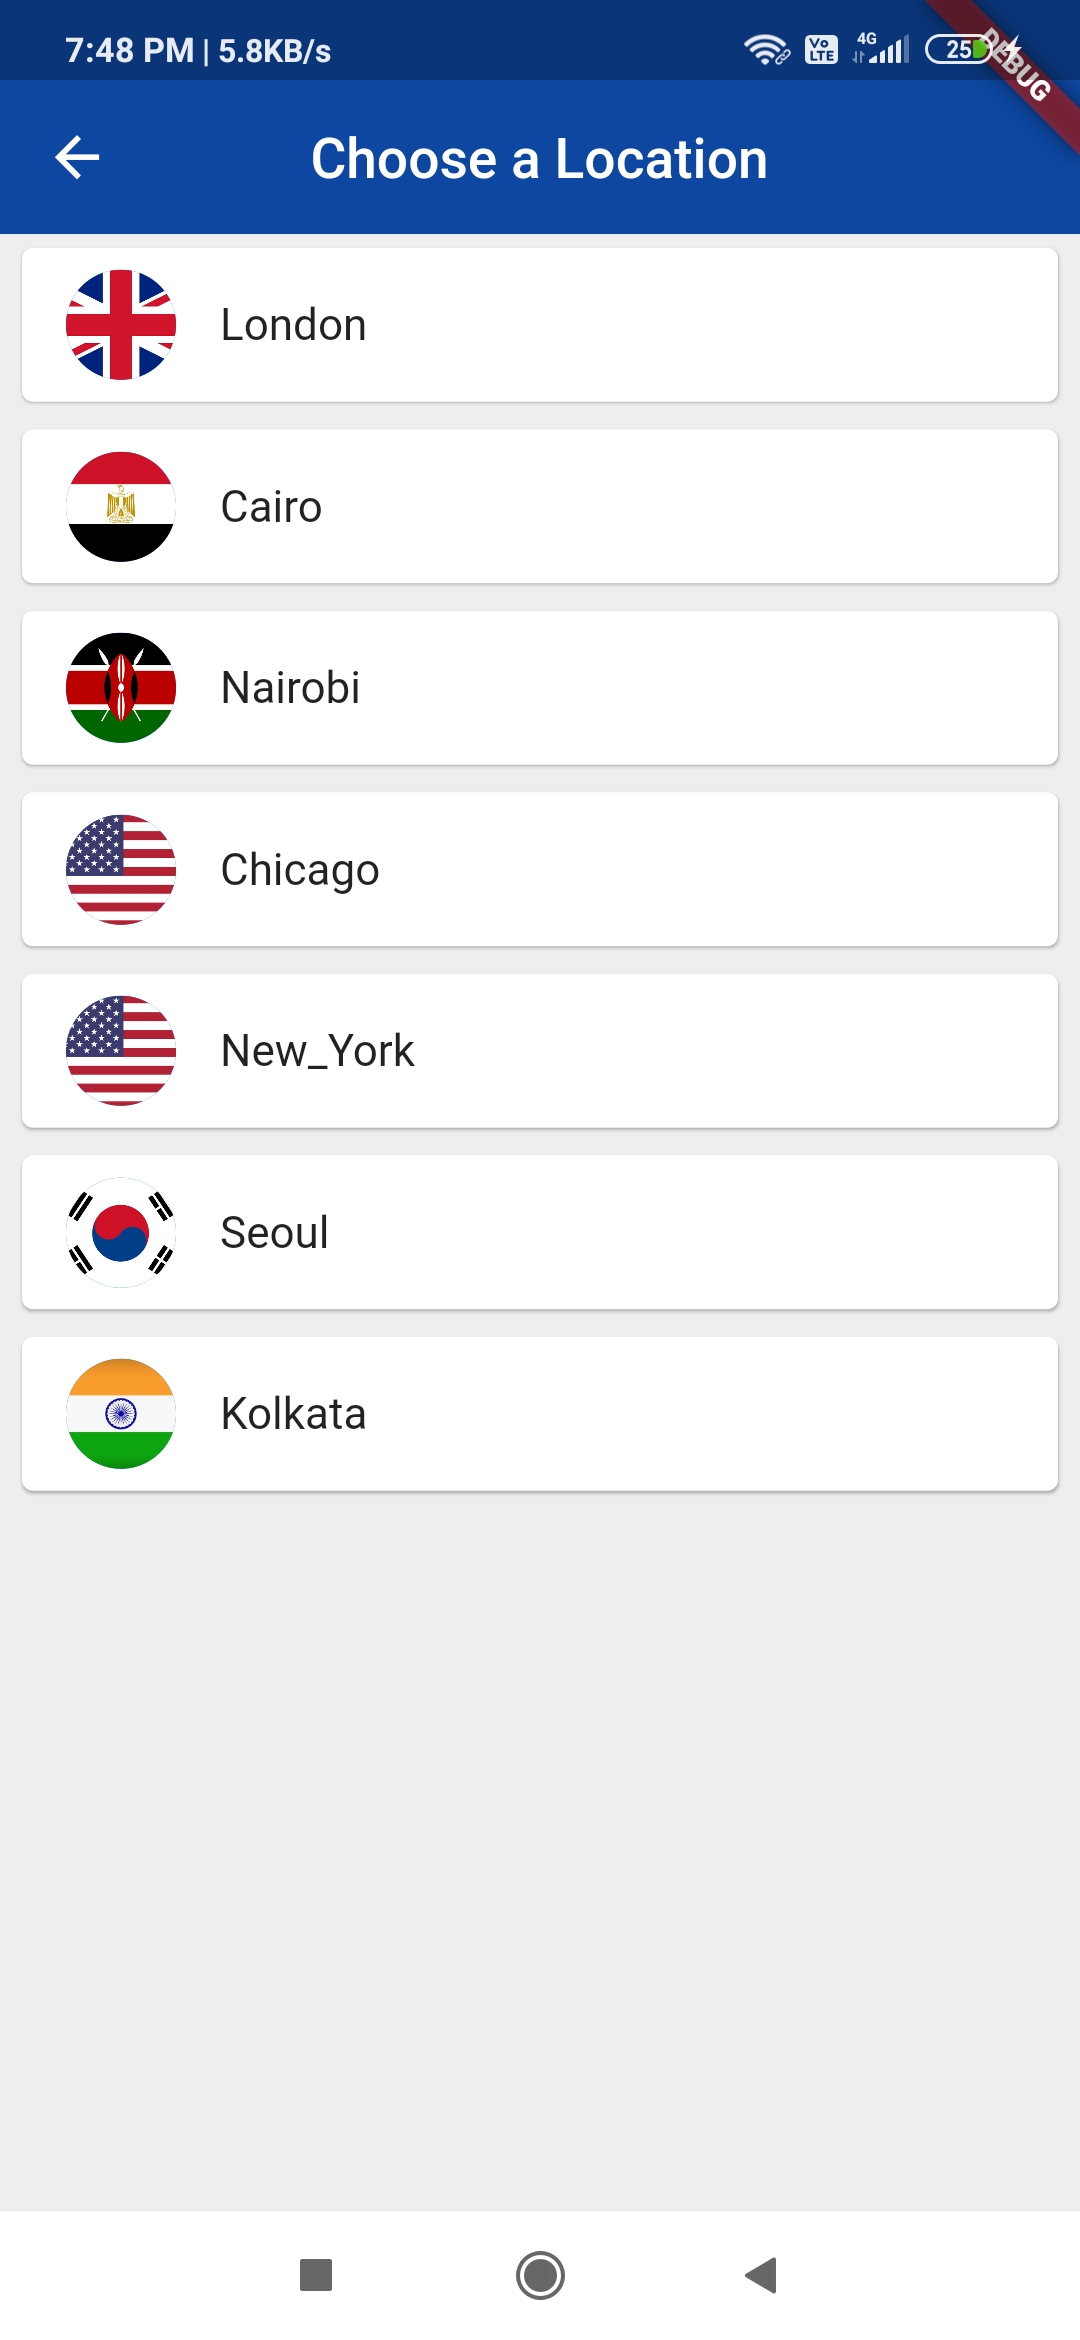 7:48 PM | 5.8KB/s
Vo
LTE
4G
25
DEBUG
Choose a Location
London
Cairo
Nairobi
Chicago
New_York
Seoul
Kolkata